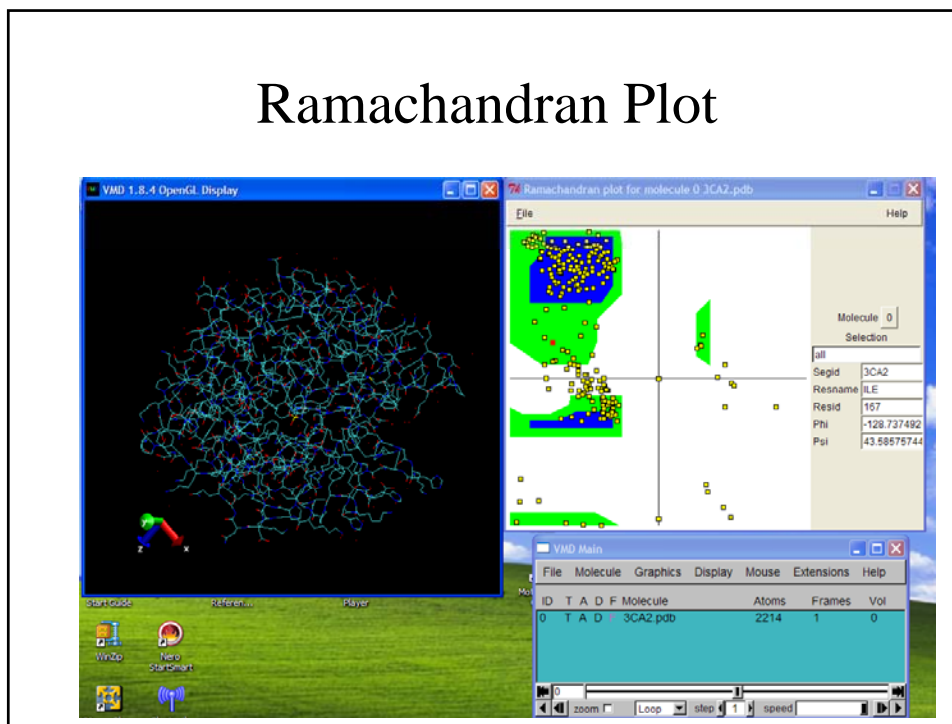 Ramachandran Plot
VMD 1.8.4 OpenGL Display
y
z
x
Ramachandran plot for molecule 0 3CA2.pdb
File Help
Molecule 0
Selection
all
Segid 3CA2
Resname ILE
Resid 167
Phi -128.737492
Psi 43.58575744
VMD Main
File Molecule Graphics Display Mouse Extensions Help
ID T A D F Molecule Atoms Frames Vol
0 T A D F 3CA2.pdb 2214 1 0
0
zoom Loop step 1 speed
Start Guide
Referen...
Player
WinZip
Nero
StartSmart